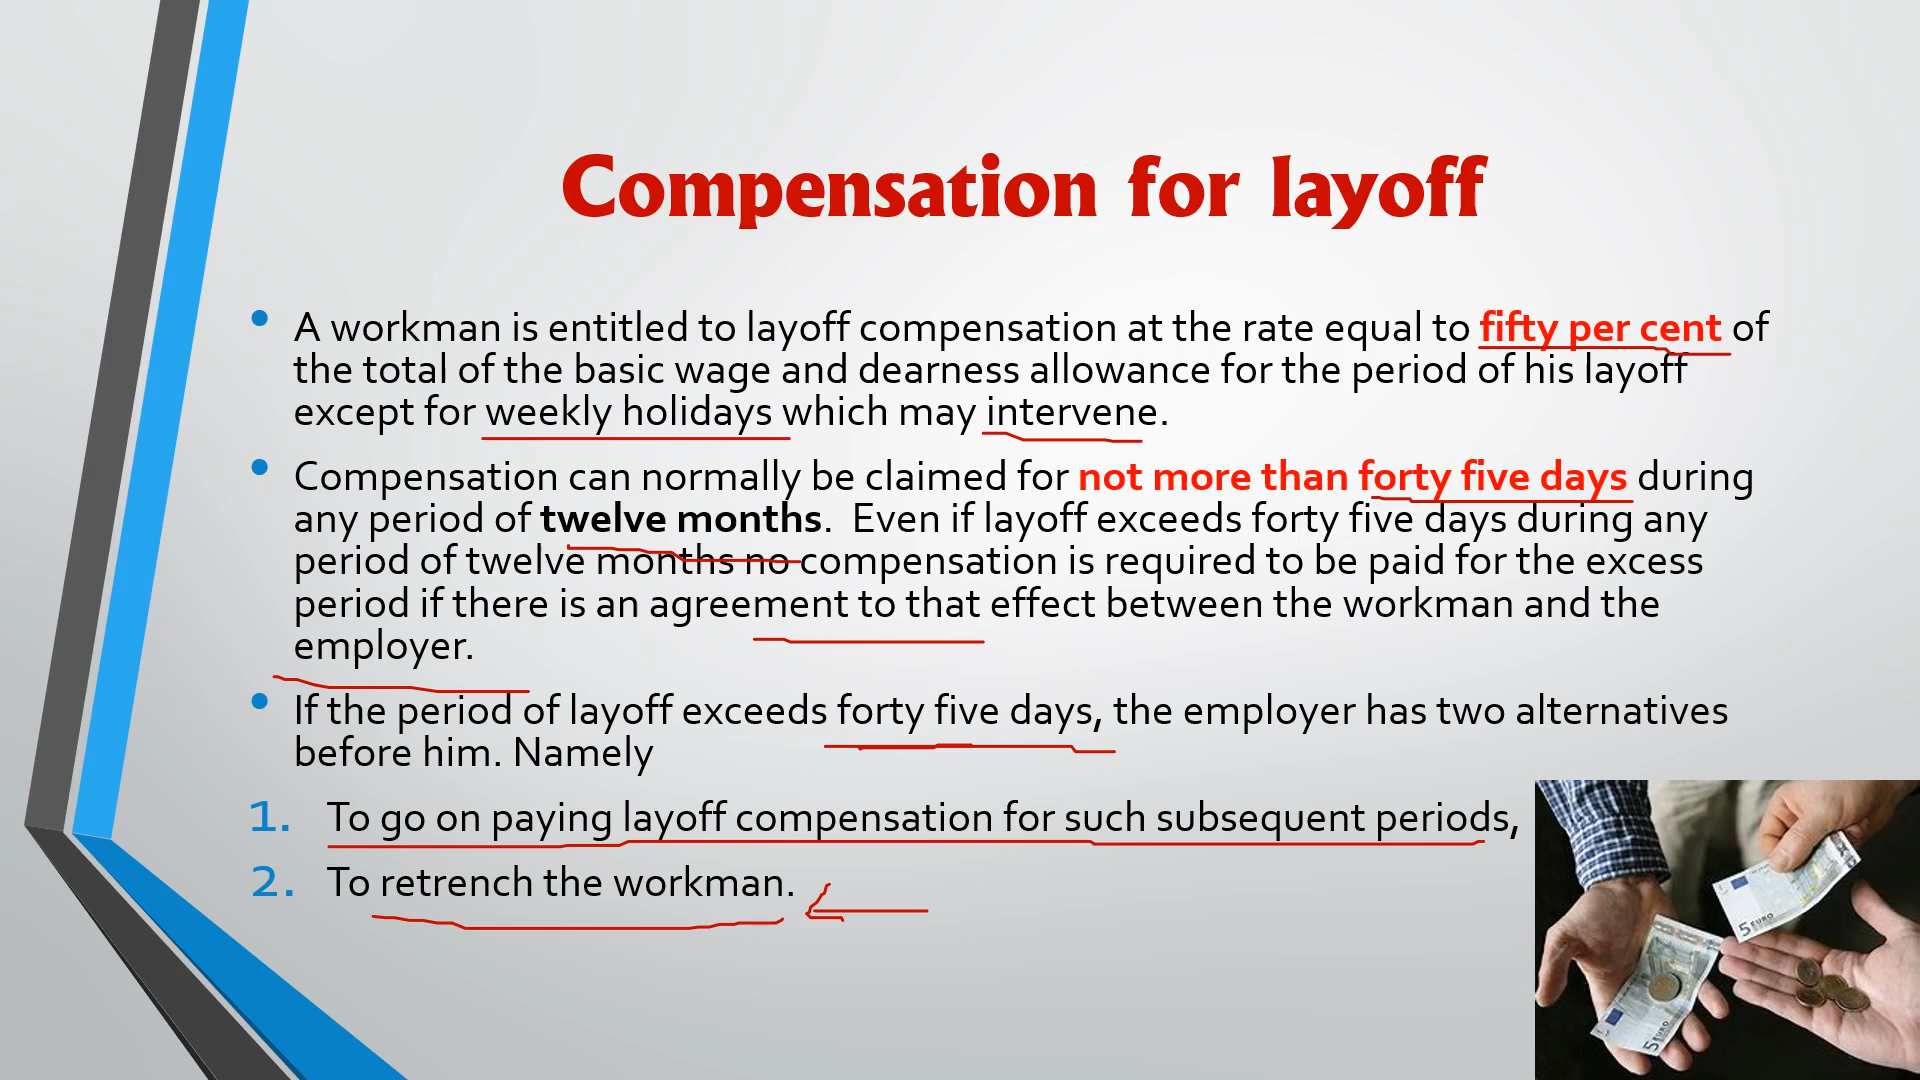 Compensation for layoff
• A workman is entitled to layoff compensation at the rate equal to fifty per cent of
the total of the basic wage and dearness allowance for the period of his layoff
except for weekly holidays which may intervene.
• Compensation can normally be claimed for not more than forty five days during
any period of twelve months.  Even if layoff exceeds forty five days during any
period of twelve months no compensation is required to be paid for the excess
period if there is an agreement to that effect between the workman and the
employer.
• If the period of layoff exceeds forty five days, the employer has two alternatives
before him. Namely
1. To go on paying layoff compensation for such subsequent periods,
2. To retrench the workman.
5 EURO
5 EURO